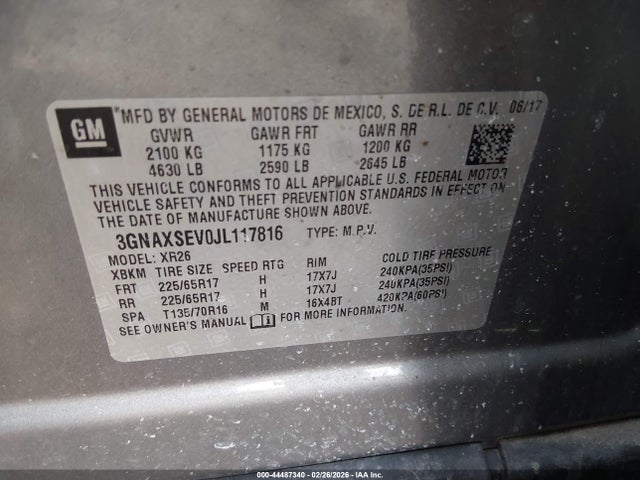 GM
*MFD BY GENERAL MOTORS DE MEXICO, S. DE R.L. DE C.V. 06/17
GVWR GAWR FRT GAWR RR
2100 KG 1175 KG 1200 KG
4630 LB 2590 LB 2645 LB
THIS VEHICLE CONFORMS TO ALL APPLICABLE U.S. FEDERAL MOTOR
VEHICLE SAFETY AND THEFT PREVENTION STANDARDS IN EFFECT ON
THE DATE OF MANUFACTURE SHOWN ABOVE.
3GNAXSEV0JL117816 TYPE: M.P.V.
MODEL: XR26
XBKM TIRE SIZE SPEED RTG RIM COLD TIRE PRESSURE
FRT 225/65R17 H 17X7J 240KPA(35PSI)
RR 225/65R17 H 17X7J 240KPA(35PSI)
SPA T135/70R16 M 16X4BT 420KPA(60PSI)
SEE OWNER'S MANUAL FOR MORE INFORMATION.
000-44487340 - 02/26/2026 - IAA Inc.